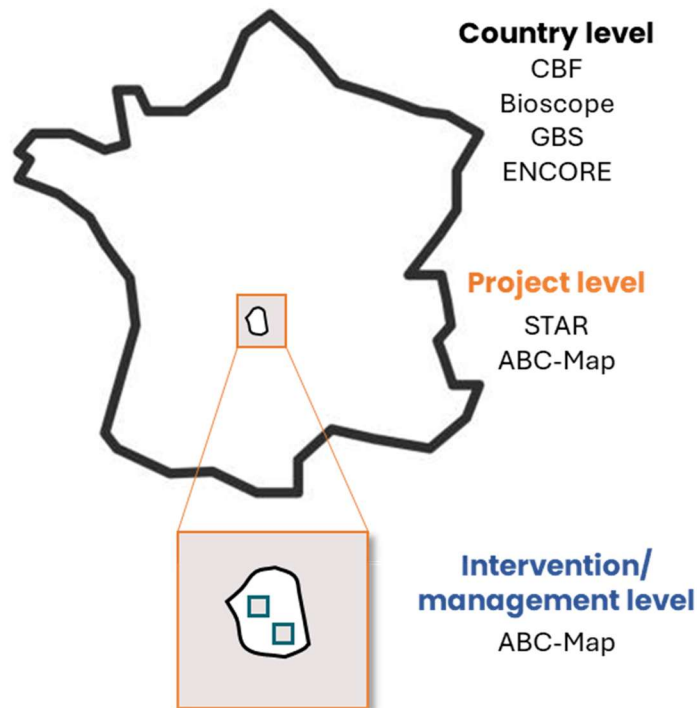 Country level
CBF
Bioscope
GBS
ENCORE
Project level
STAR
ABC-Map
Intervention/
management level
ABC-Map